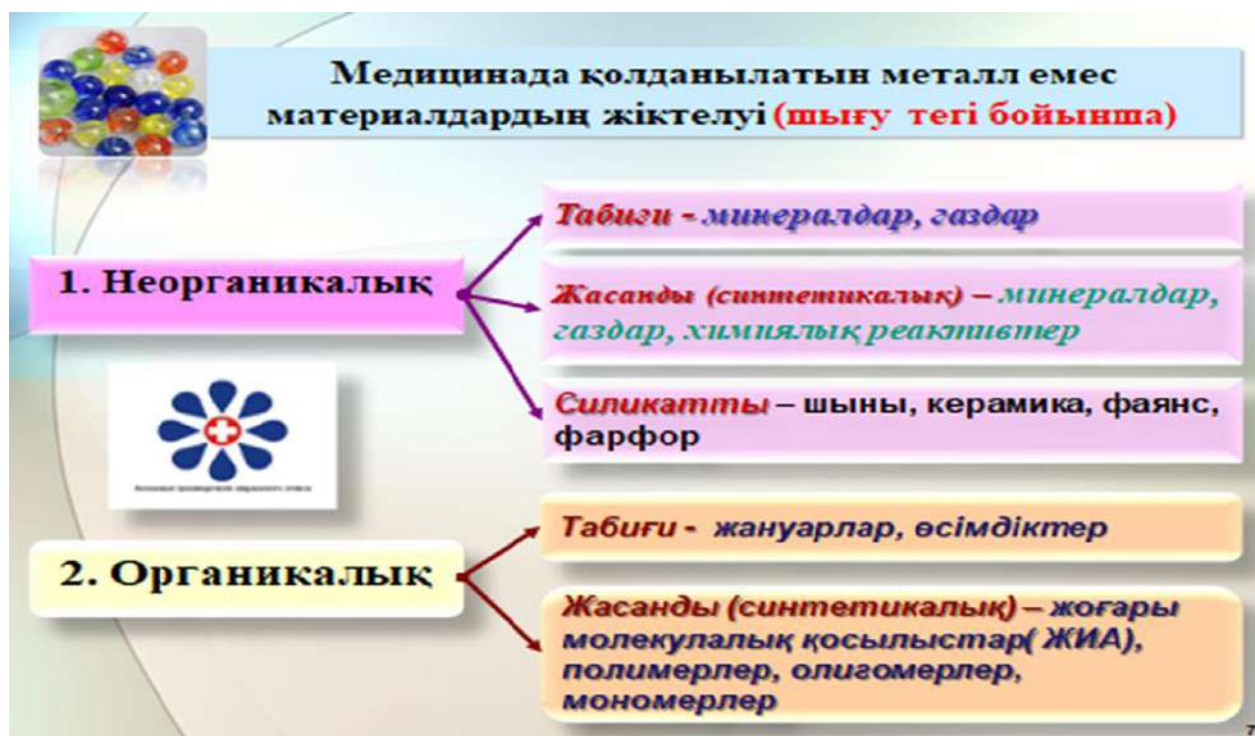 Медицинада қолданылатын металл емес
материалдардың жіктелуі (шығу тегі бойынша)
Табиғи - минералдар, газдар
1. Неорганикалық
Жасанды (синтетикалық) – минералдар,
газдар, химиялық реактивтер
Силикатты – шыны, керамика, фаянс,
фарфор
Табиғи - жануарлар, өсімдіктер
2. Органикалық
Жасанды (синтетикалық) – жоғары
молекулалық қосылыстар( ЖИА),
полимерлер, олигомерлер,
мономерлер
7